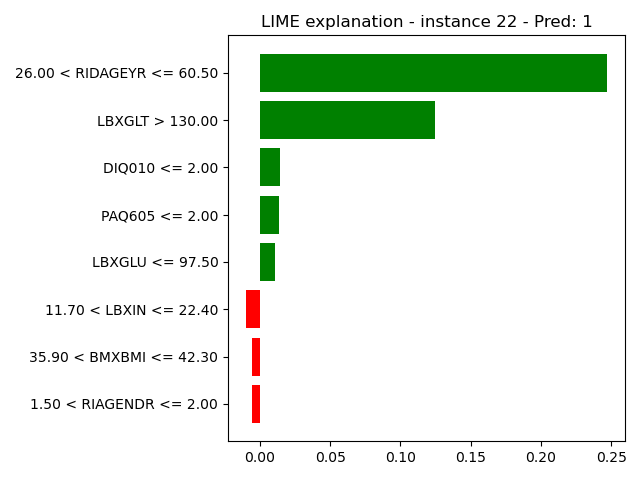 LIME explanation - instance 22 - Pred: 1
26.00 < RIDAGEYR <= 60.50
LBXGLT > 130.00
DIQ010 <= 2.00
PAQ605 <= 2.00
LBXGLU <= 97.50
11.70 < LBXIN <= 22.40
35.90 < BMXBMI <= 42.30
1.50 < RIAGENDR <= 2.00
0.00 0.05 0.10 0.15 0.20 0.25